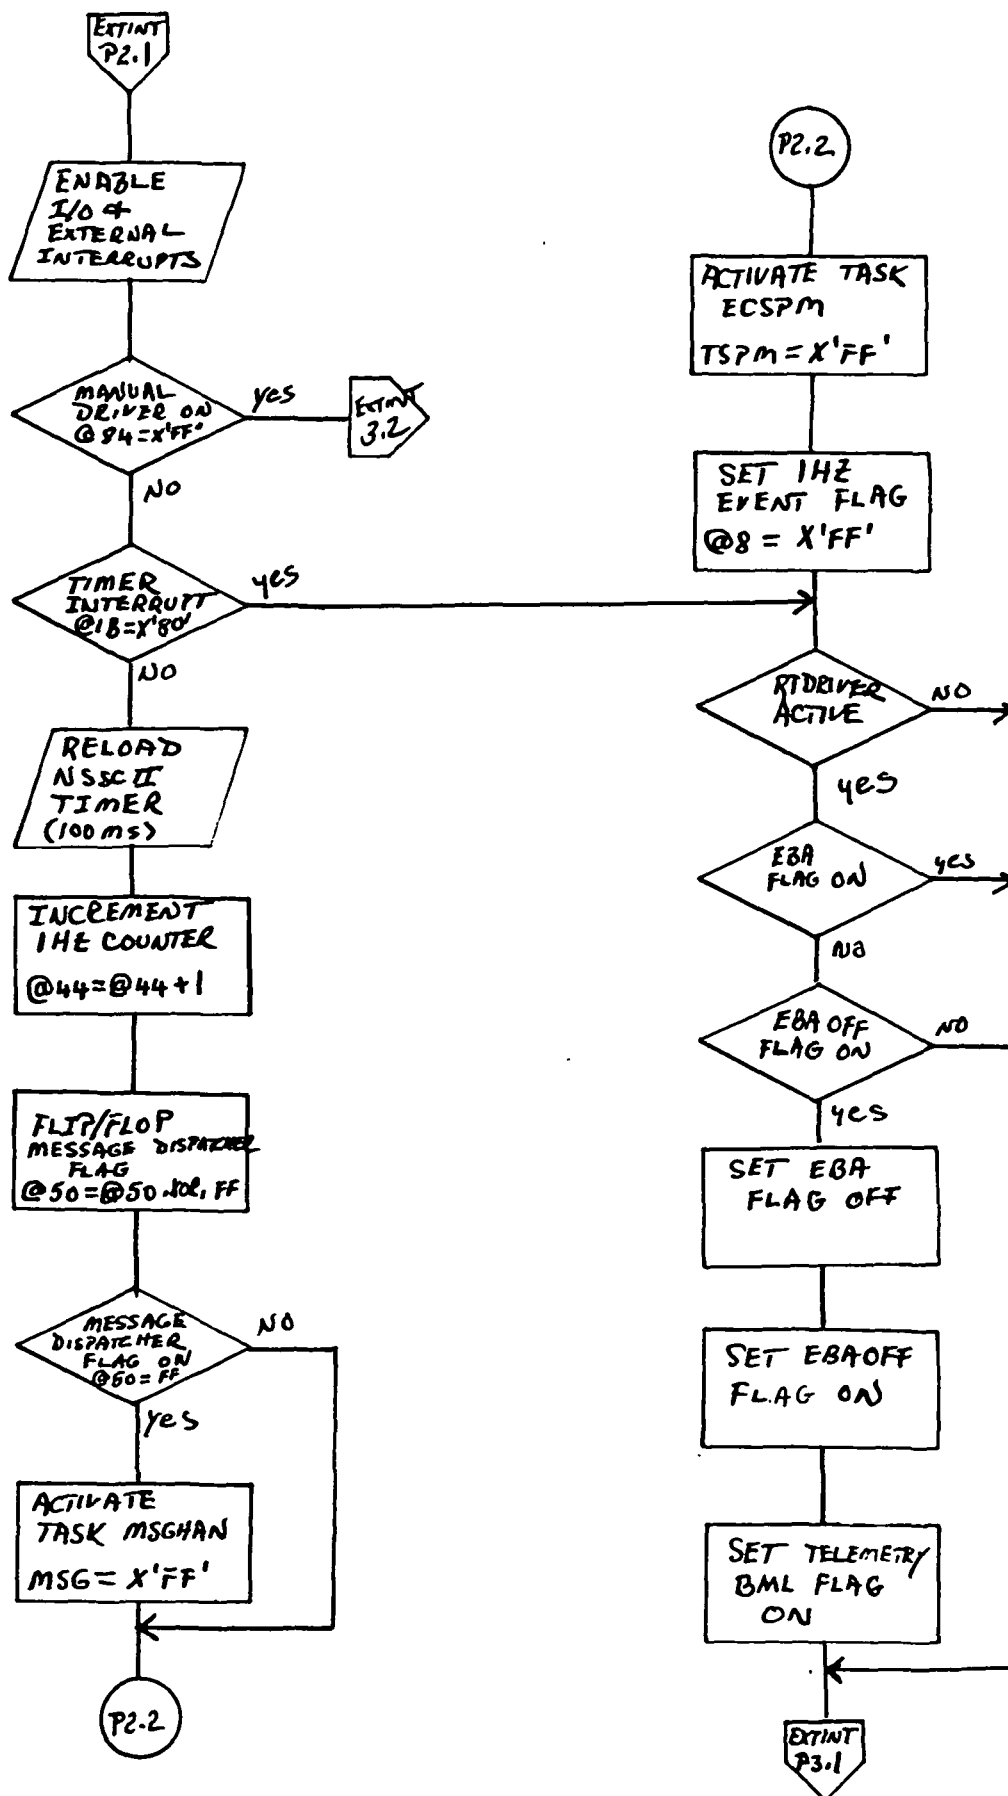 EXTINT
P2.1
ENABLE
I/O &
EXTERNAL
INTERRUPTS
MANUAL
DRIVER ON
@84=X'FF'
yes
EXTINT
3.2
NO
TIMER
INTERRUPT
@1B=X'80'
yes
NO
RELOAD
NSSC II
TIMER
(100 ms)
INCREMENT
1HZ COUNTER
@44=@44+1
FLIP/FLOP
MESSAGE DISPATCHER
FLAG
@50=@50 .XOR. FF
MESSAGE
DISPATCHER
FLAG ON
@50=FF
NO
yes
ACTIVATE
TASK MSGHAN
MSG= X'FF'
P2.2
P2.2
ACTIVATE TASK
ECSPM
TSPM=X'FF'
SET 1HZ
EVENT FLAG
@8= X'FF'
RTDRIVER
ACTIVE
NO
yes
EBA
FLAG ON
yes
NO
EBA OFF
FLAG ON
NO
yes
SET EBA
FLAG OFF
SET EBAOFF
FLAG ON
SET TELEMETRY
BML FLAG
ON
EXTINT
P3.1